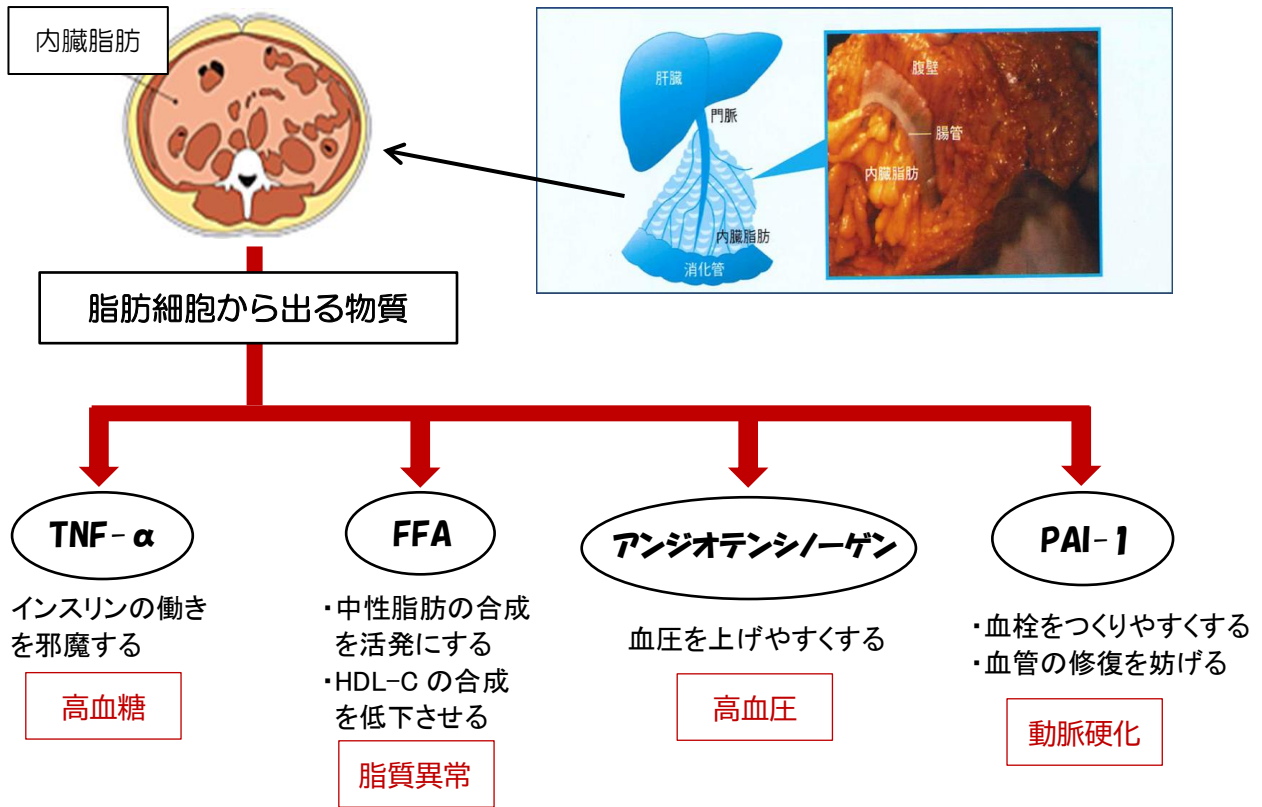 内臓脂肪
肝臓
門脈
内臓脂肪
消化管
腹壁
腸管
内臓脂肪
脂肪細胞から出る物質
TNF-α
インスリンの働き
を邪魔する
高血糖
FFA
・中性脂肪の合成
を活発にする
・HDL-C の合成
を低下させる
脂質異常
アンジオテンシノーゲン
血圧を上げやすくする
高血圧
PAI-1
・血栓をつくりやすくする
・血管の修復を妨げる
動脈硬化